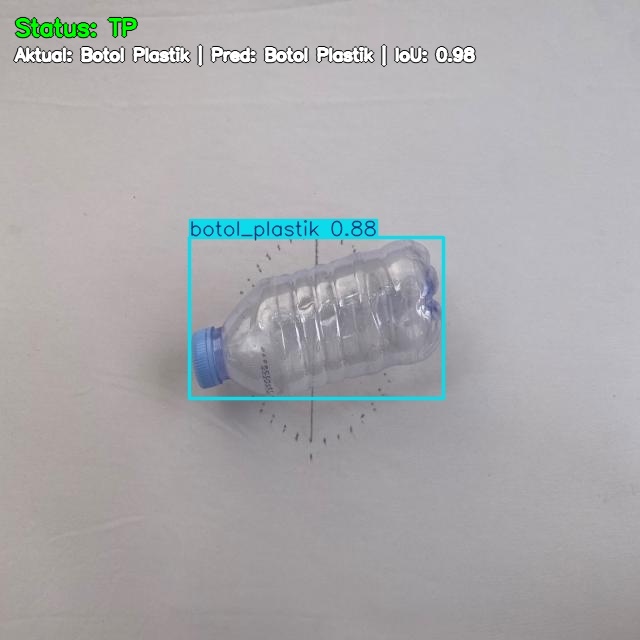 Status: TP
Aktual: Botol Plastik | Pred: Botol Plastik | IoU: 0.98
botol_plastik 0.88